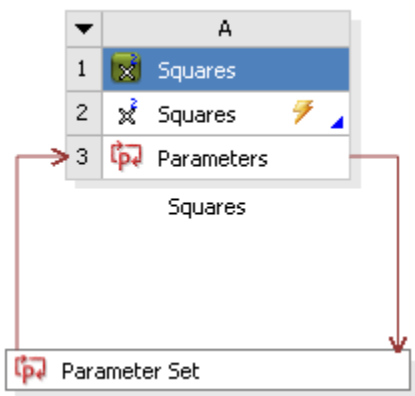 A
1 Squares
2 Squares
3 Parameters
Squares
Parameter Set